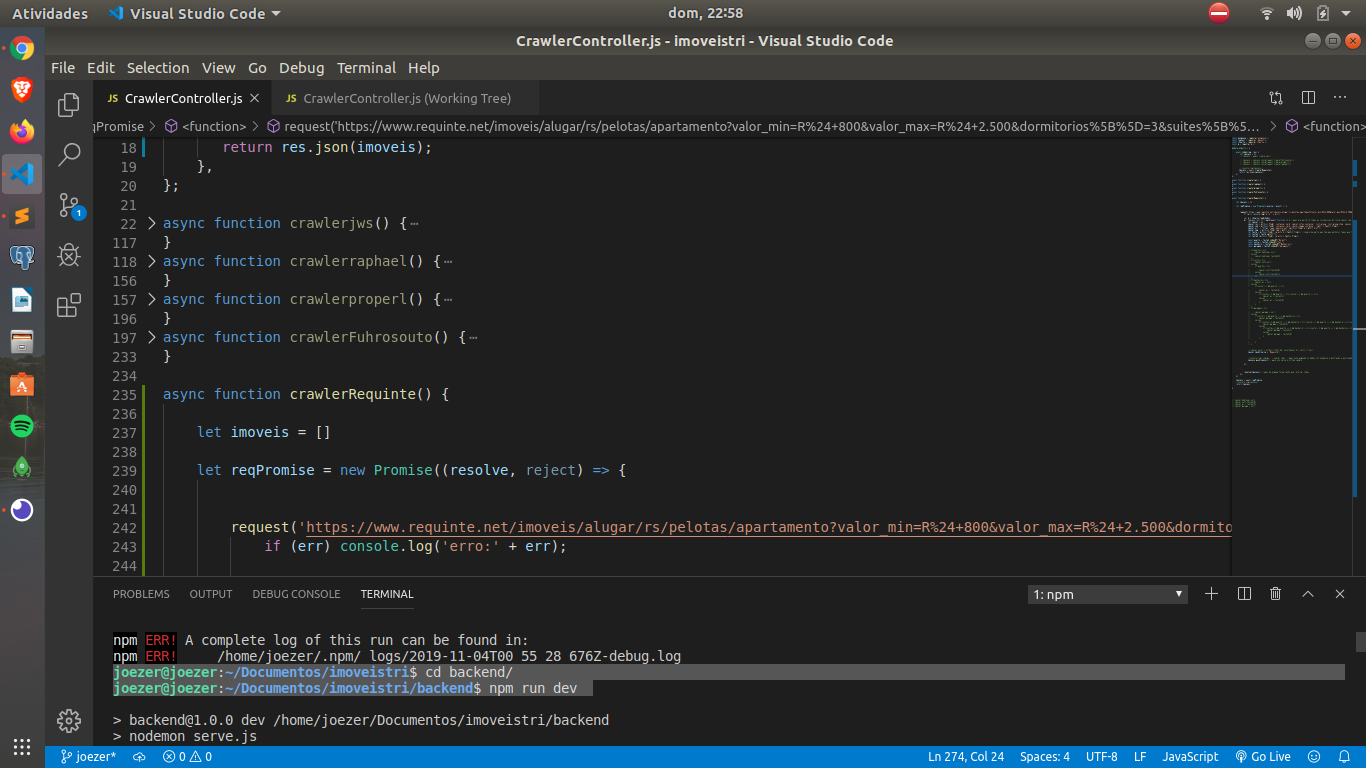 Atividades Visual Studio Code dom, 22:58
CrawlerController.js - imoveistri - Visual Studio Code
File Edit Selection View Go Debug Terminal Help
JS CrawlerController.js JS CrawlerController.js (Working Tree) ...
qPromise > <function> > request('https://www.requinte.net/imoveis/alugar/rs/pelotas/apartamento?valor_min=R%24+800&valor_max=R%24+2.500&dormitorios%5B%5D=3&suites%5B%5... > <function>
18 return res.json(imoveis);
19 },
20 };
21
22 async function crawlerjws() {…
117 }
118 async function crawlerraphael() {…
156 }
157 async function crawlerproperl() {…
196 }
197 async function crawlerFuhrosouto() {…
233 }
234
235 async function crawlerRequinte() {
236
237 let imoveis = []
238
239 let reqPromise = new Promise((resolve, reject) => {
240
241
242 request('https://www.requinte.net/imoveis/alugar/rs/pelotas/apartamento?valor_min=R%24+800&valor_max=R%24+2.500&dormito
243 if (err) console.log('erro:' + err);
244
1
PROBLEMS OUTPUT DEBUG CONSOLE TERMINAL 1: npm
npm ERR! A complete log of this run can be found in:
npm ERR! /home/joezer/.npm/_logs/2019-11-04T00_55_28_676Z-debug.log
joezer@joezer:~/Documentos/imoveistri$ cd backend/
joezer@joezer:~/Documentos/imoveistri/backend$ npm run dev
> backend@1.0.0 dev /home/joezer/Documentos/imoveistri/backend
> nodemon serve.js
joezer* 0 0 Ln 274, Col 24 Spaces: 4 UTF-8 LF JavaScript Go Live